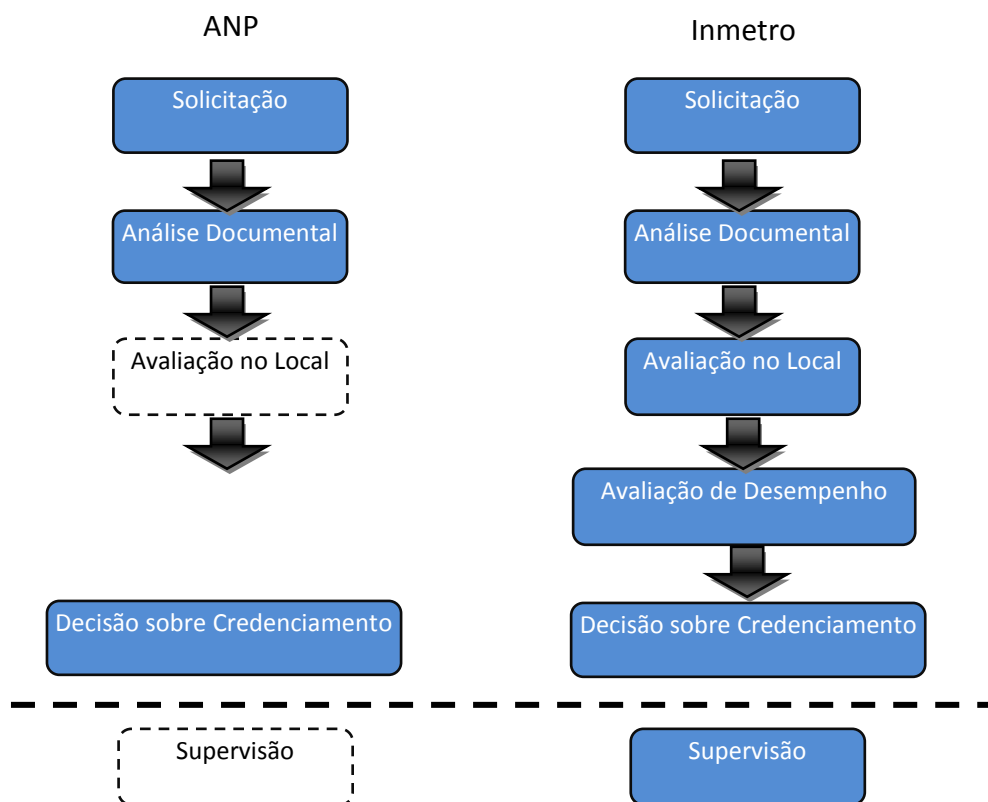 ANP
Solicitação
Análise Documental
Avaliação no Local
Decisão sobre Credenciamento
Supervisão
Inmetro
Solicitação
Análise Documental
Avaliação no Local
Avaliação de Desempenho
Decisão sobre Credenciamento
Supervisão